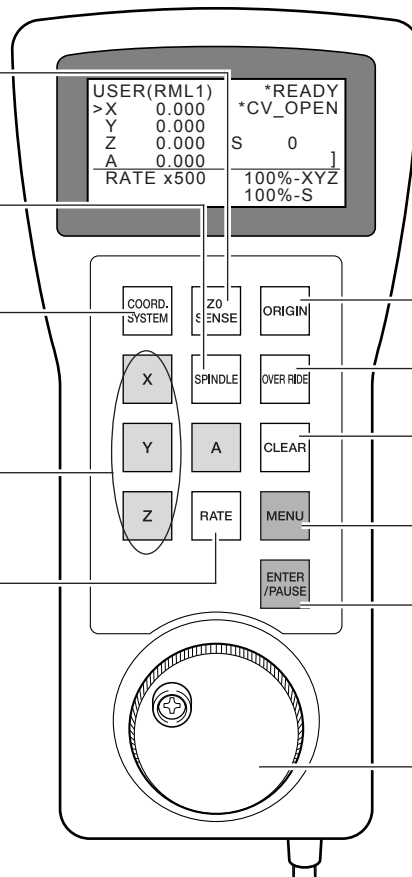 USER(RML1) *READY
>X 0.000 *CV_OPEN
Y 0.000
Z 0.000 S 0
A 0.000 ]
RATE x500 100%-XYZ
100%-S
COORD.
SYSTEM
Z0
SENSE
ORIGIN
X
SPINDLE
OVER RIDE
Y
A
CLEAR
Z
RATE
MENU
ENTER
/PAUSE